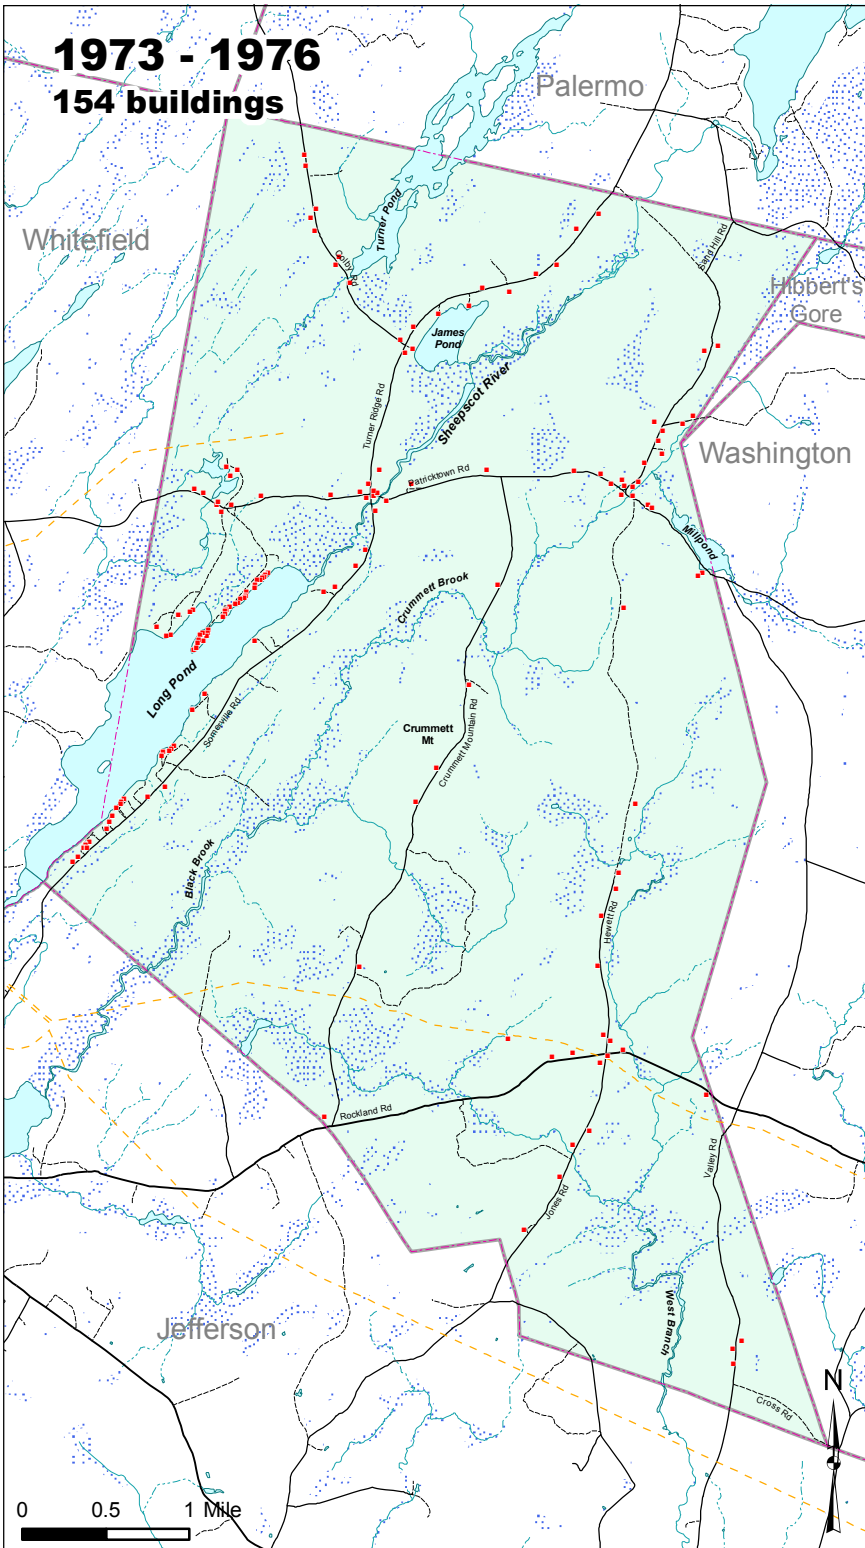 1973 - 1976
154 buildings
Palermo
Whitefield
Turner Pond
Colby Rd
Sand Hill Rd
Hibbert's
Gore
James
Pond
Sheepscot River
Turner Ridge Rd
Patricktown Rd
Washington
Millpond
Crummett Brook
Long Pond
Somerville Rd
Crummett
Mt
Crummett Mountain Rd
Black Brook
Hewett Rd
Rockland Rd
Valley Rd
Jones Rd
West Branch
Jefferson
Cross Rd
N
0 0.5 1 Mile